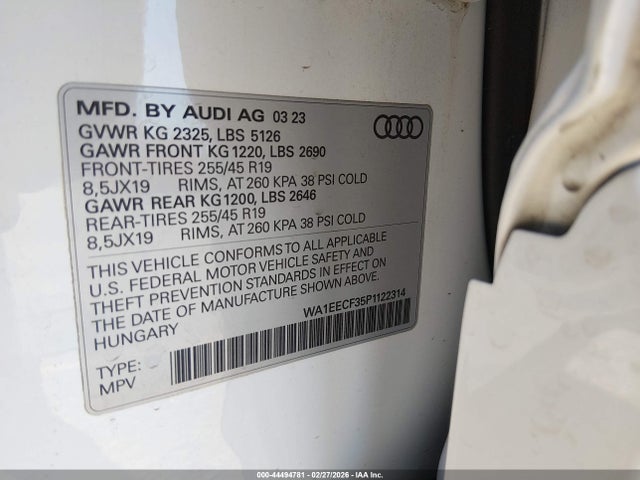 MFD. BY AUDI AG 03 23
GVWR KG 2325, LBS 5126
GAWR FRONT KG 1220, LBS 2690
FRONT-TIRES 255/45 R19
8,5JX19 RIMS, AT 260 KPA 38 PSI COLD
GAWR REAR KG1200, LBS 2646
REAR-TIRES 255/45 R19
8,5JX19 RIMS, AT 260 KPA 38 PSI COLD
THIS VEHICLE CONFORMS TO ALL APPLICABLE
U.S. FEDERAL MOTOR VEHICLE SAFETY AND
THEFT PREVENTION STANDARDS IN EFFECT ON
THE DATE OF MANUFACTURE SHOWN ABOVE.
HUNGARY
WA1EECF35P1122314
TYPE:
MPV
000-44494781 - 02/27/2026 - IAA Inc.